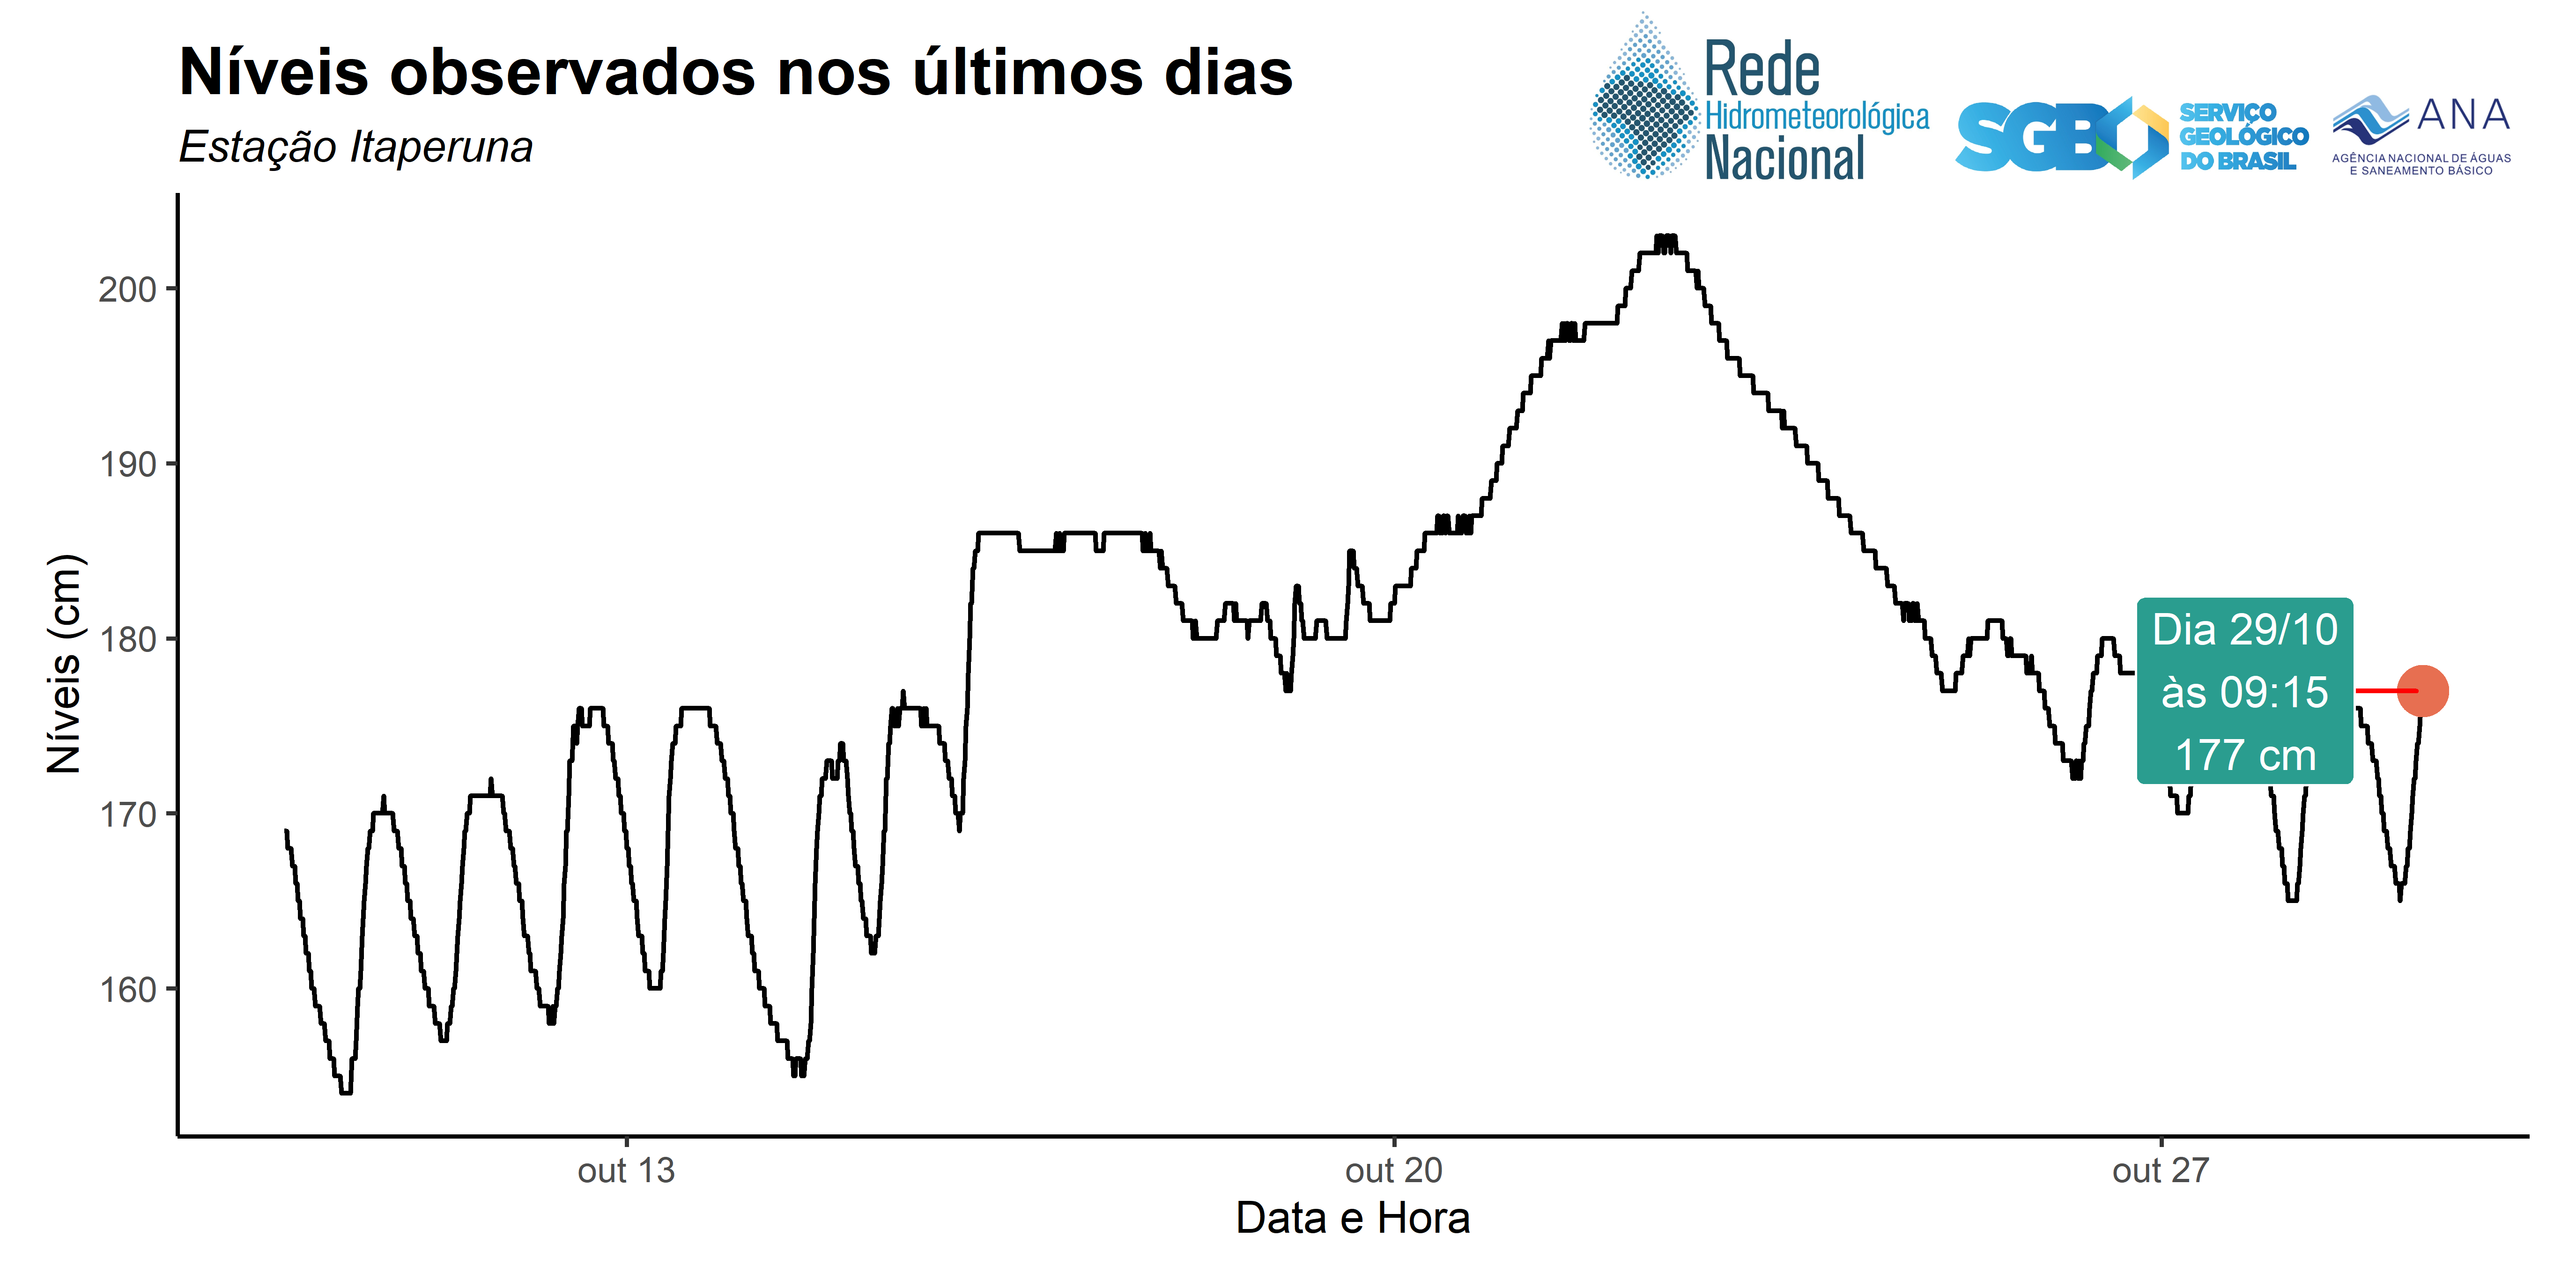 Níveis observados nos últimos dias
Estação Itaperuna
Rede
Hidrometeorológica
Nacional
SGB
SERVIÇO
GEOLÓGICO
DO BRASIL
ANA
AGÊNCIA NACIONAL DE ÁGUAS
E SANEAMENTO BÁSICO
Níveis (cm)
200
190
180
170
160
Dia 29/10
às 09:15
177 cm
out 13
out 20
out 27
Data e Hora